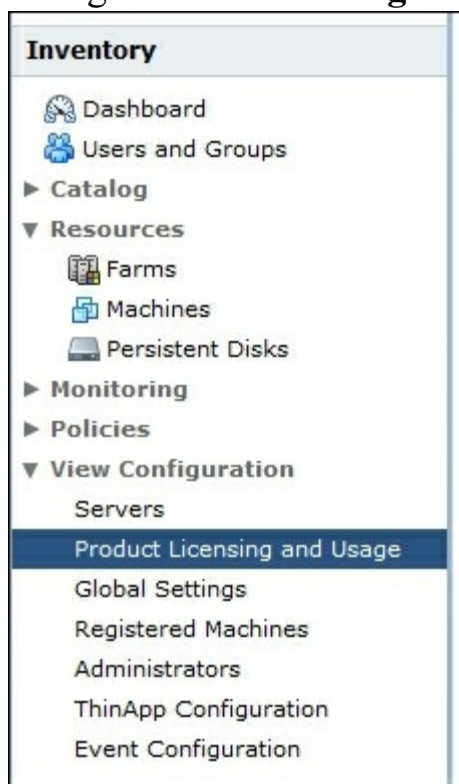 Inventory
Dashboard
Users and Groups
Catalog
Resources
Farms
Machines
Persistent Disks
Monitoring
Policies
View Configuration
Servers
Product Licensing and Usage
Global Settings
Registered Machines
Administrators
ThinApp Configuration
Event Configuration